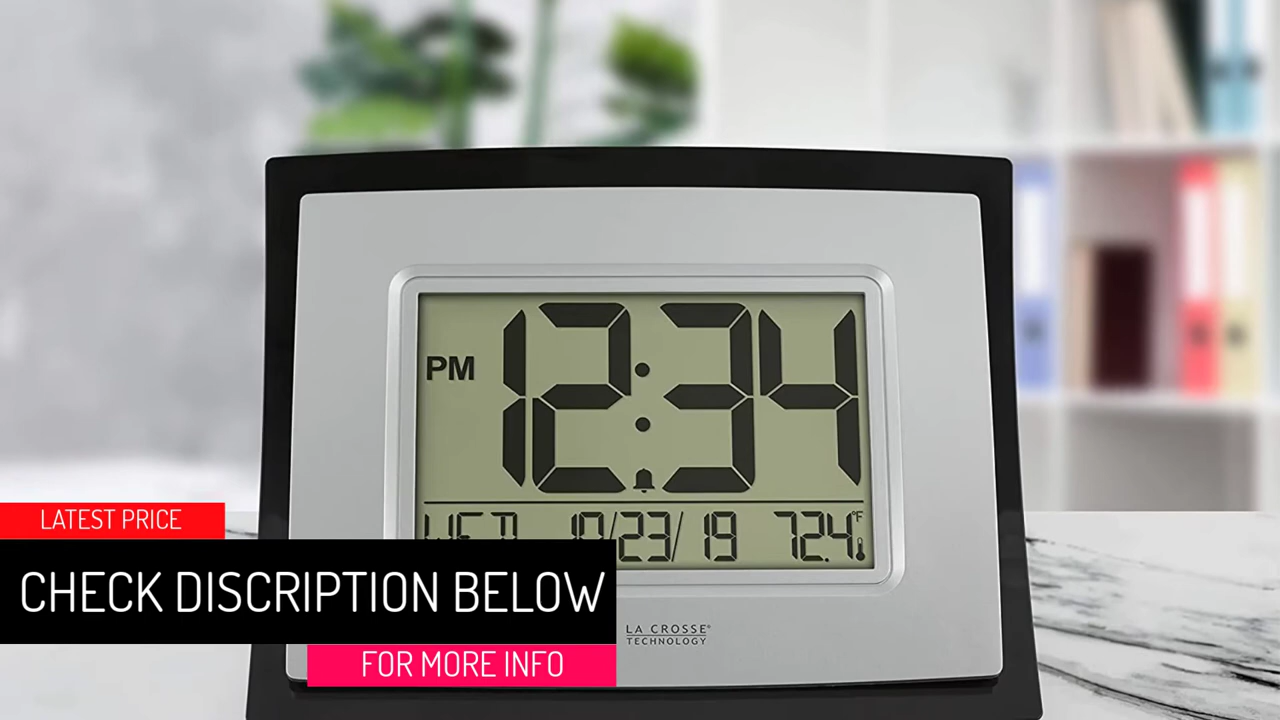 PM 12:34
WED 10/23/19 72.4°F
LA CROSSE®
TECHNOLOGY
LATEST PRICE
CHECK DISCRIPTION BELOW
FOR MORE INFO